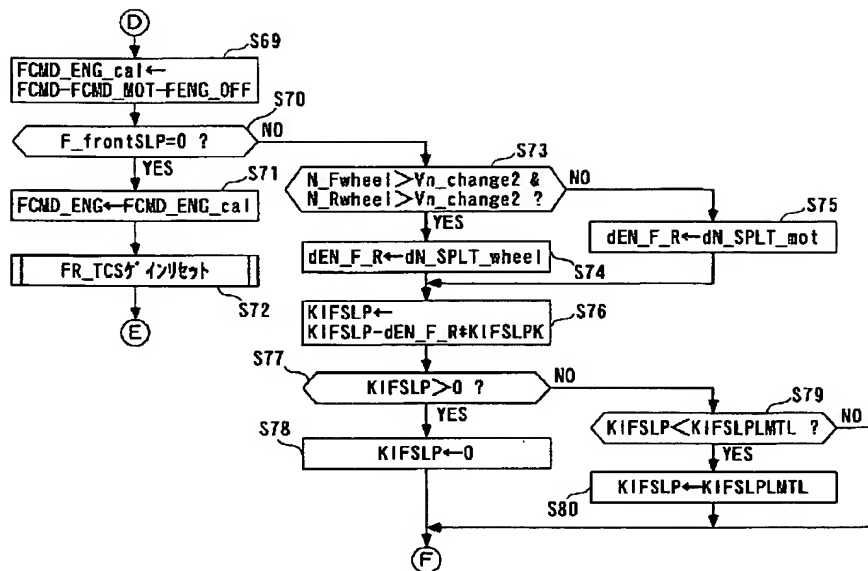 D
S69
FCMD_ENG_cal←
FCMD-FCMD_MOT-FENG_OFF
S70
F_frontSLP=0 ?
NO
YES
S71
FCMD_ENG←FCMD_ENG_cal
FR_TCSゲインリセット
S72
E
S73
N_Fwheel>Vn_change2 &
N_Rwheel>Vn_change2 ?
NO
YES
S75
dEN_F_R←dN_SPLT_mot
dEN_F_R←dN_SPLT_wheel
S74
S76
KIFSLP←
KIFSLP-dEN_F_R*KIFSLPK
S77
KIFSLP>0 ?
NO
YES
S78
KIFSLP←0
S79
KIFSLP<KIFSLPLMTL ?
NO
YES
S80
KIFSLP←KIFSLPLMTL
F